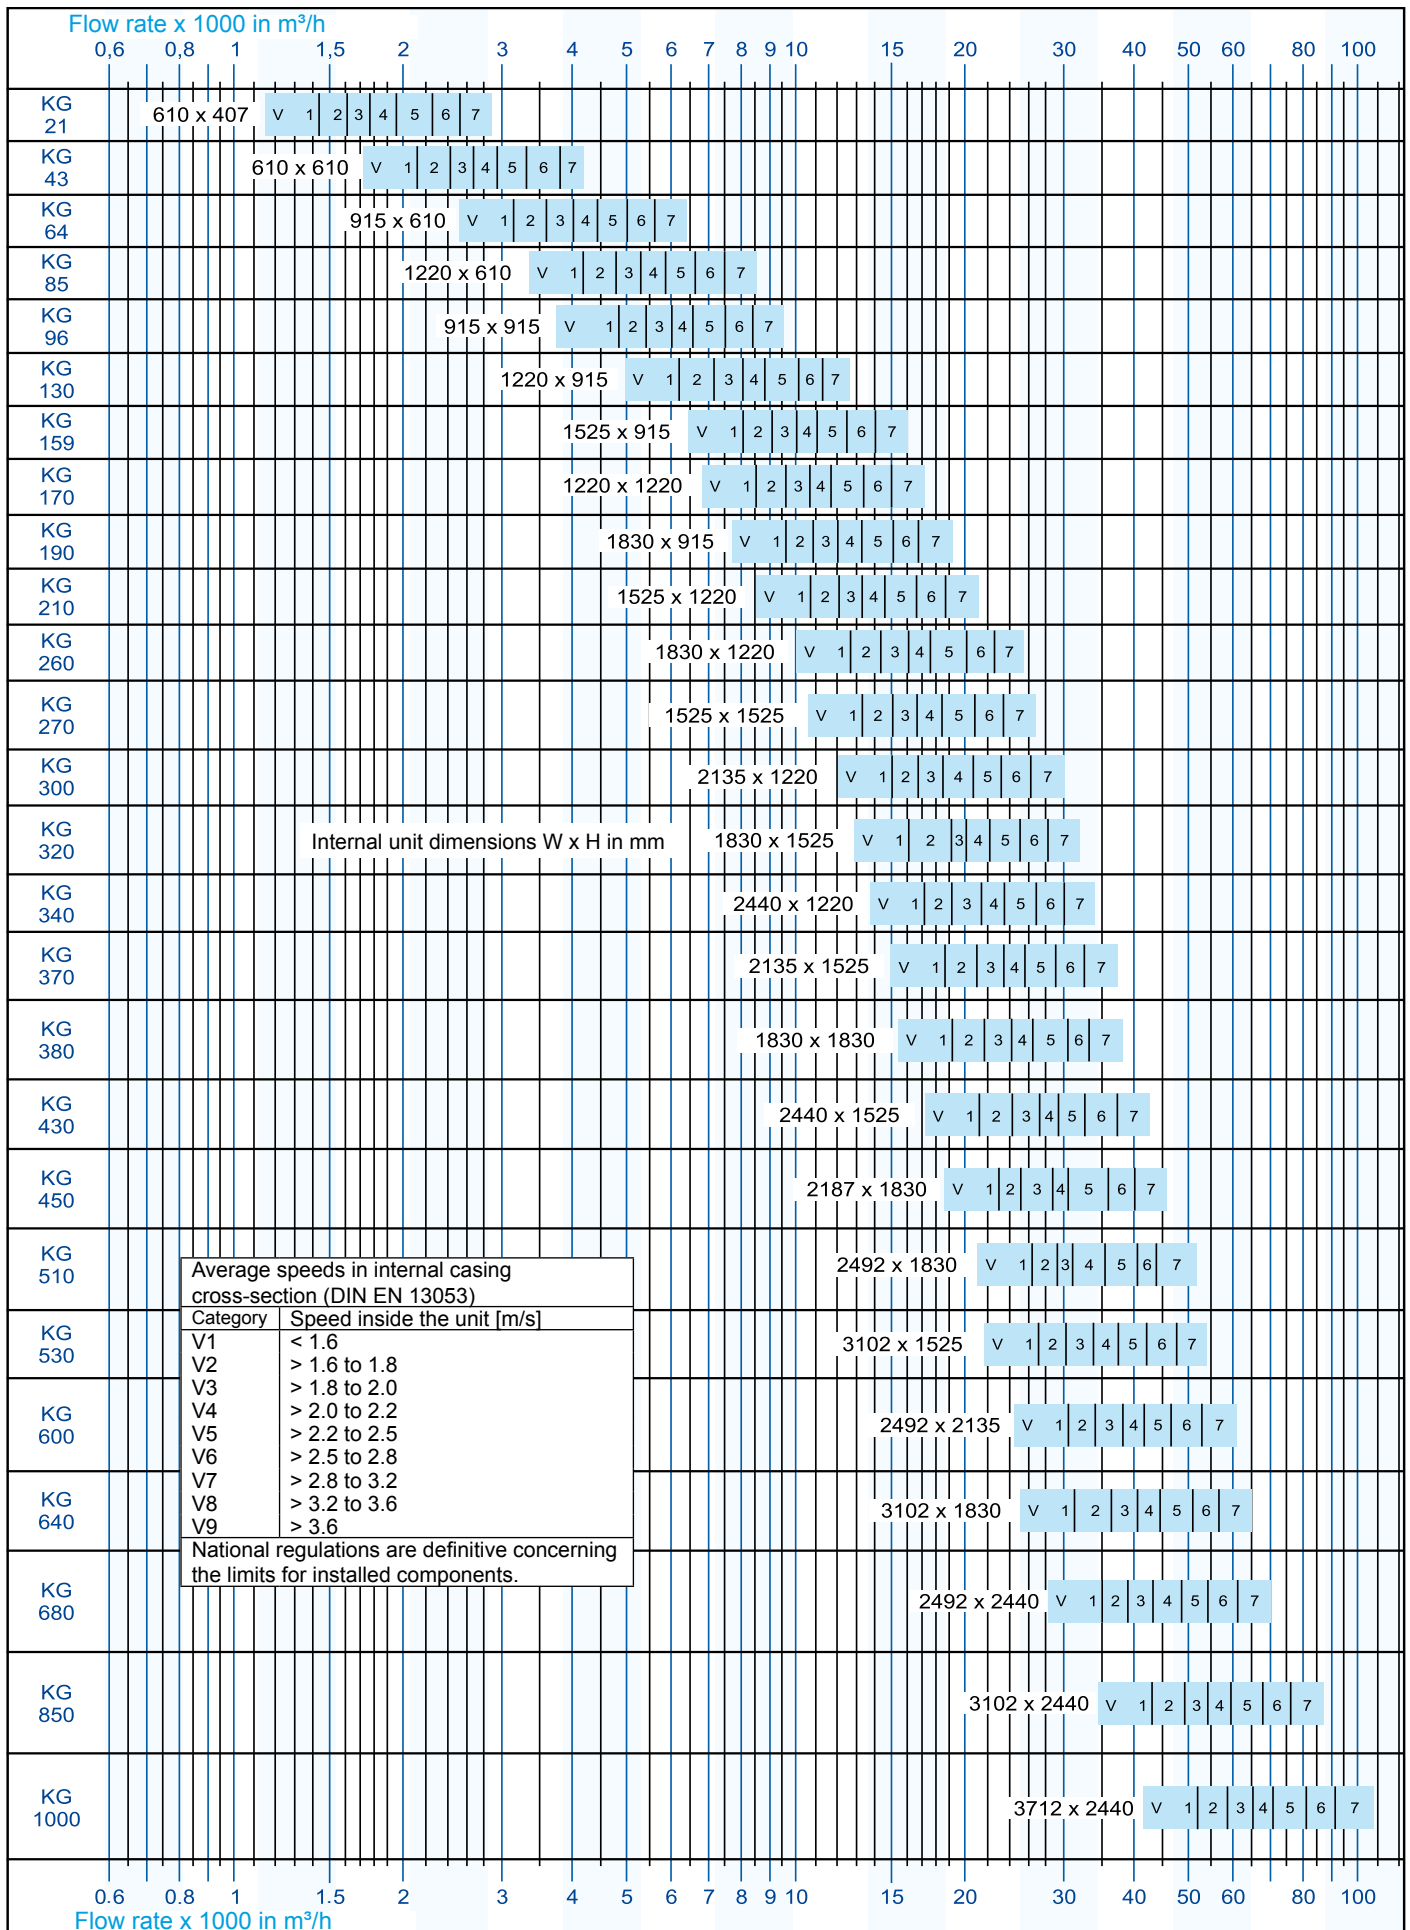 Flow rate x 1000 in m³/h
0,6 0,8 1 1,5 2 3 4 5 6 7 8 9 10 15 20 30 40 50 60 80 100
KG
21
610 x 407 V 1 2 3 4 5 6 7
KG
43
610 x 610 V 1 2 3 4 5 6 7
KG
64
915 x 610 V 1 2 3 4 5 6 7
KG
85
1220 x 610 V 1 2 3 4 5 6 7
KG
96
915 x 915 V 1 2 3 4 5 6 7
KG
130
1220 x 915 V 1 2 3 4 5 6 7
KG
159
1525 x 915 V 1 2 3 4 5 6 7
KG
170
1220 x 1220 V 1 2 3 4 5 6 7
KG
190
1830 x 915 V 1 2 3 4 5 6 7
KG
210
1525 x 1220 V 1 2 3 4 5 6 7
KG
260
1830 x 1220 V 1 2 3 4 5 6 7
KG
270
1525 x 1525 V 1 2 3 4 5 6 7
KG
300
2135 x 1220 V 1 2 3 4 5 6 7
KG
320
Internal unit dimensions W x H in mm
1830 x 1525 V 1 2 3 4 5 6 7
KG
340
2440 x 1220 V 1 2 3 4 5 6 7
KG
370
2135 x 1525 V 1 2 3 4 5 6 7
KG
380
1830 x 1830 V 1 2 3 4 5 6 7
KG
430
2440 x 1525 V 1 2 3 4 5 6 7
KG
450
2187 x 1830 V 1 2 3 4 5 6 7
KG
510
2492 x 1830 V 1 2 3 4 5 6 7
KG
530
3102 x 1525 V 1 2 3 4 5 6 7
KG
600
2492 x 2135 V 1 2 3 4 5 6 7
KG
640
3102 x 1830 V 1 2 3 4 5 6 7
KG
680
2492 x 2440 V 1 2 3 4 5 6 7
KG
850
3102 x 2440 V 1 2 3 4 5 6 7
KG
1000
3712 x 2440 V 1 2 3 4 5 6 7
Average speeds in internal casing
cross-section (DIN EN 13053)
Category Speed inside the unit [m/s]
V1 < 1.6
V2 > 1.6 to 1.8
V3 > 1.8 to 2.0
V4 > 2.0 to 2.2
V5 > 2.2 to 2.5
V6 > 2.5 to 2.8
V7 > 2.8 to 3.2
V8 > 3.2 to 3.6
V9 > 3.6
National regulations are definitive concerning
the limits for installed components.
0.6 0.8 1 1.5 2 3 4 5 6 7 8 9 10 15 20 30 40 50 60 80 100
Flow rate x 1000 in m³/h